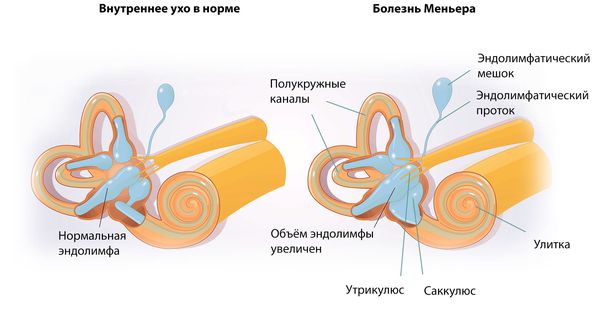 Внутреннее ухо в норме
Болезнь Меньера
Эндолимфатический
мешок
Полукружные
каналы
Эндолимфатический
проток
Нормальная
эндолимфа
Объём эндолимфы
увеличен
Улитка
Утрикулюс
Саккулюс